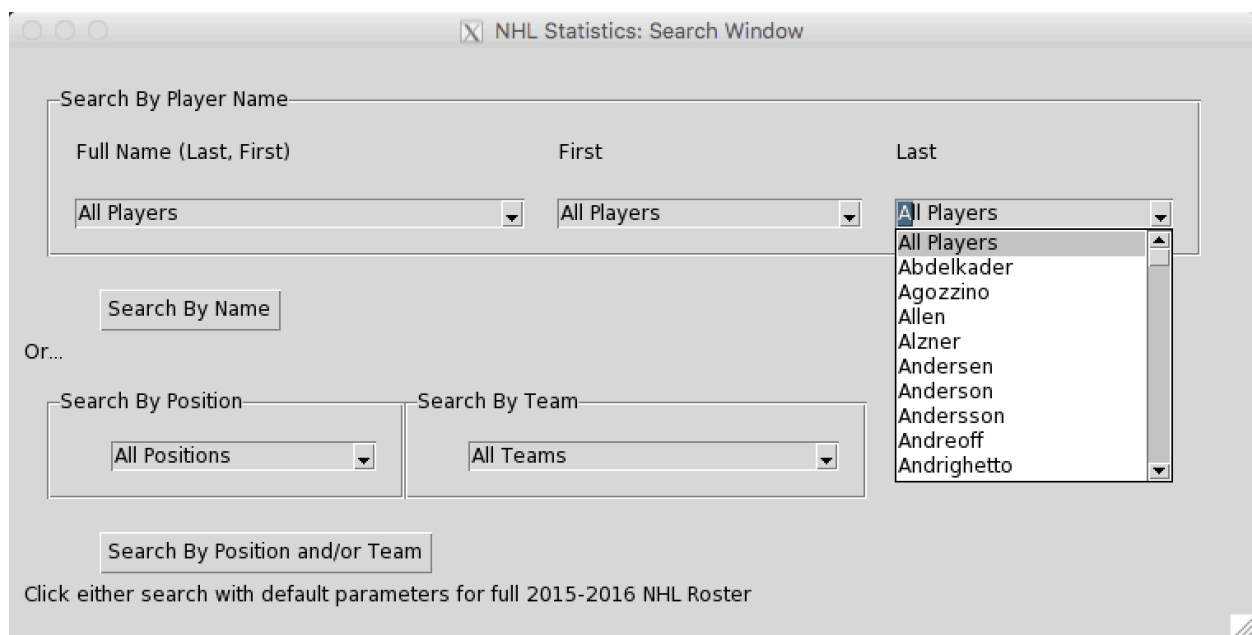 NHL Statistics: Search Window
Search By Player Name
Full Name (Last, First) First Last
All Players All Players All Players
All Players
Abdelkader
Agozzino
Allen
Alzner
Andersen
Anderson
Andersson
Andreoff
Andrighetto
Search By Name
Or...
Search By Position Search By Team
All Positions All Teams
Search By Position and/or Team
Click either search with default parameters for full 2015-2016 NHL Roster